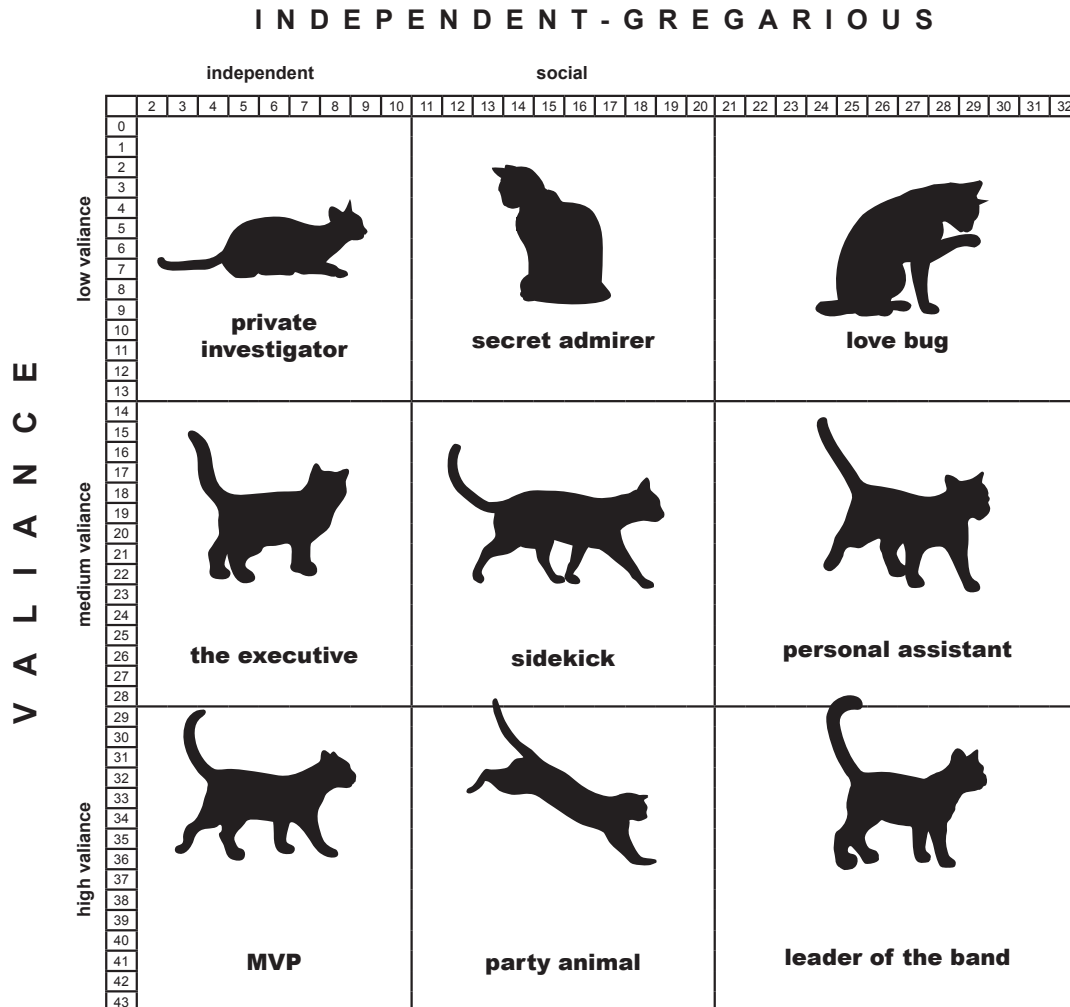 INDEPENDENT-GREGARIOUS
independent social
2 3 4 5 6 7 8 9 10 11 12 13 14 15 16 17 18 19 20 21 22 23 24 25 26 27 28 29 30 31 32
0
1
2
3
4
5
6
7
8
9
10
11
12
13
14
15
16
17
18
19
20
21
22
23
24
25
26
27
28
29
30
31
32
33
34
35
36
37
38
39
40
41
42
43
VALIANCE
low valiance
medium valiance
high valiance
private
investigator
secret admirer
love bug
the executive
sidekick
personal assistant
MVP
party animal
leader of the band